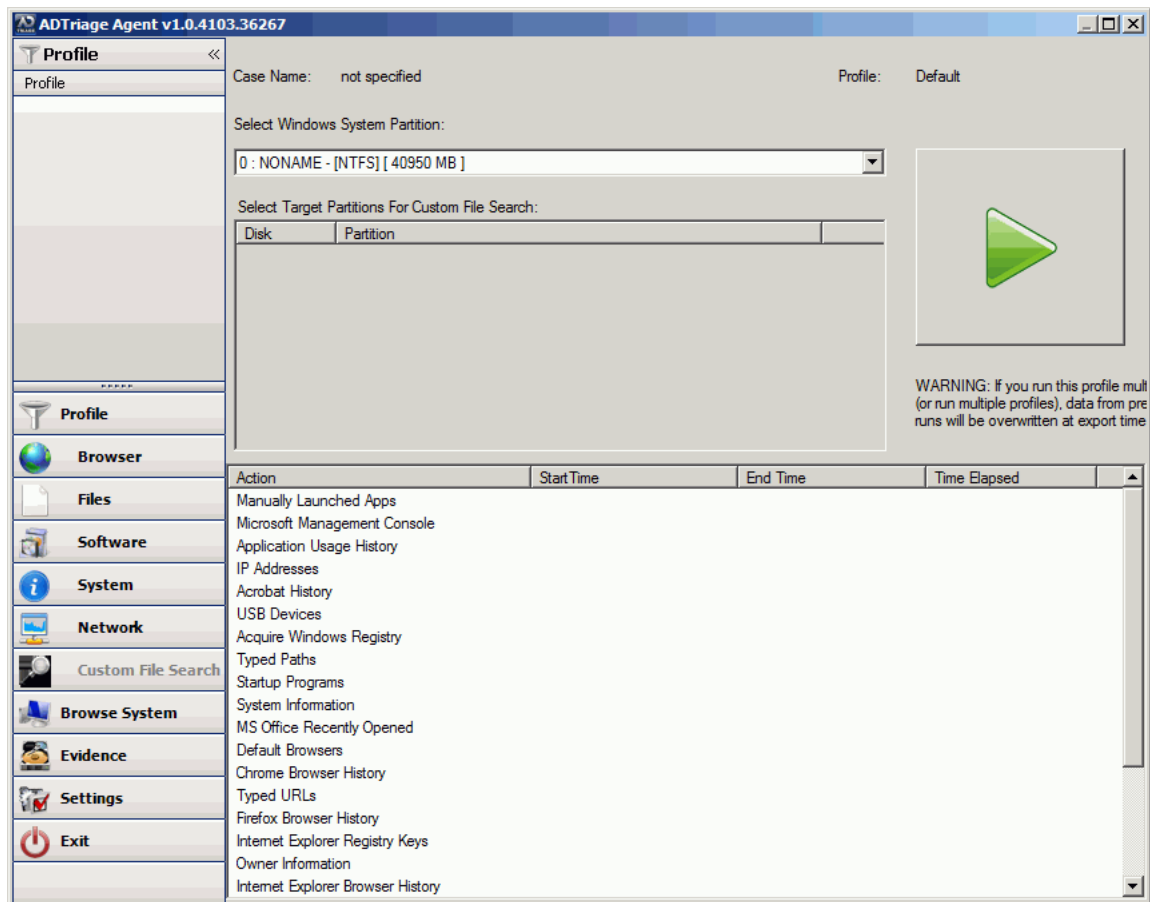 ADTriage Agent v1.0.4103.36267
Profile
Profile
Case Name: not specified
Profile: Default
Select Windows System Partition:
0 : NONAME - [NTFS] [ 40950 MB ]
Select Target Partitions For Custom File Search:
Disk Partition
WARNING: If you run this profile mult
(or run multiple profiles), data from pre
runs will be overwritten at export time
Profile
Browser
Files
Software
System
Network
Custom File Search
Browse System
Evidence
Settings
Exit
Action StartTime End Time Time Elapsed
Manually Launched Apps
Microsoft Management Console
Application Usage History
IP Addresses
Acrobat History
USB Devices
Acquire Windows Registry
Typed Paths
Startup Programs
System Information
MS Office Recently Opened
Default Browsers
Chrome Browser History
Typed URLs
Firefox Browser History
Internet Explorer Registry Keys
Owner Information
Internet Explorer Browser History